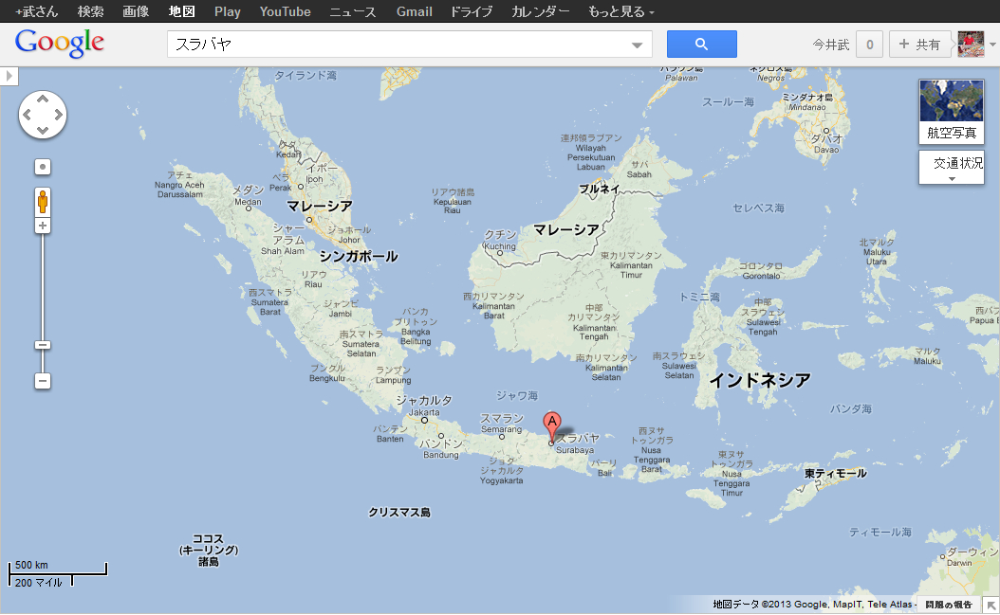 +武さん 検索 画像 地図 Play YouTube ニュース Gmail ドライブ カレンダー もっと見る
Google
スラバヤ
今井武
0
+ 共有
タイランド湾
パラワン島
Palawan
ネグロス島
Negros
スールー海
ミンダナオ島
Mindanao
ダバオ
Davao
航空写真
交通状況
ケダ
Kedah
イポー
Ipoh
ペラ
Perak
マレーシア
アチェ
Nangro Aceh
Darussalam
メダン
Medan
シャー
アラム
Shah Alam
ジョホール
Johor
シンガポール
リアウ諸島
Kepulauan
Riau
連邦領ラブアン
Wilayah
Persekutuan
Labuan
サバ
Sabah
ブルネイ
マレーシア
クチン
Kuching
セレベス海
東カリマンタン
Kalimantan
Timur
ゴロンタロ
Gorontalo
北マルク
Maluku
Utara
リアウ
Riau
西スマトラ
Sumatera
Barat
ジャンビ
Jambi
バンカ
ブリトゥン
Bangka
Belitung
西カリマンタン
Kalimantan
Barat
中部
カリマンタン
Kalimantan
Tengah
トミニ湾
中部
スラウェシ
Sulawesi
Tengah
西パプ
Papua B
南スマトラ
Sumatera
Selatan
南カリマンタン
Kalimantan
Selatan
南スラウェシ
Sulawesi
Selatan
マルク
Maluku
ブンクル
Bengkulu
ランプン
Lampung
インドネシア
ジャカルタ
Jakarta
ジャワ海
バンダ海
バンテン
Banten
バンドン
Bandung
スマラン
Semarang
A
スラバヤ
Surabaya
ジョグ
ジャカルタ
Yogyakarta
バーリ
Bali
西ヌサ
トゥンガラ
Nusa
Tenggara
Barat
東ヌサ
トゥンガラ
Nusa
Tenggara
Timur
東ティモール
クリスマス島
ココス
(キーリング)
諸島
ティモール海
ダーウィン
Darwin
500 km
200 マイル
地図データ ©2013 Google, MapIT, Tele Atlas - 問題の報告